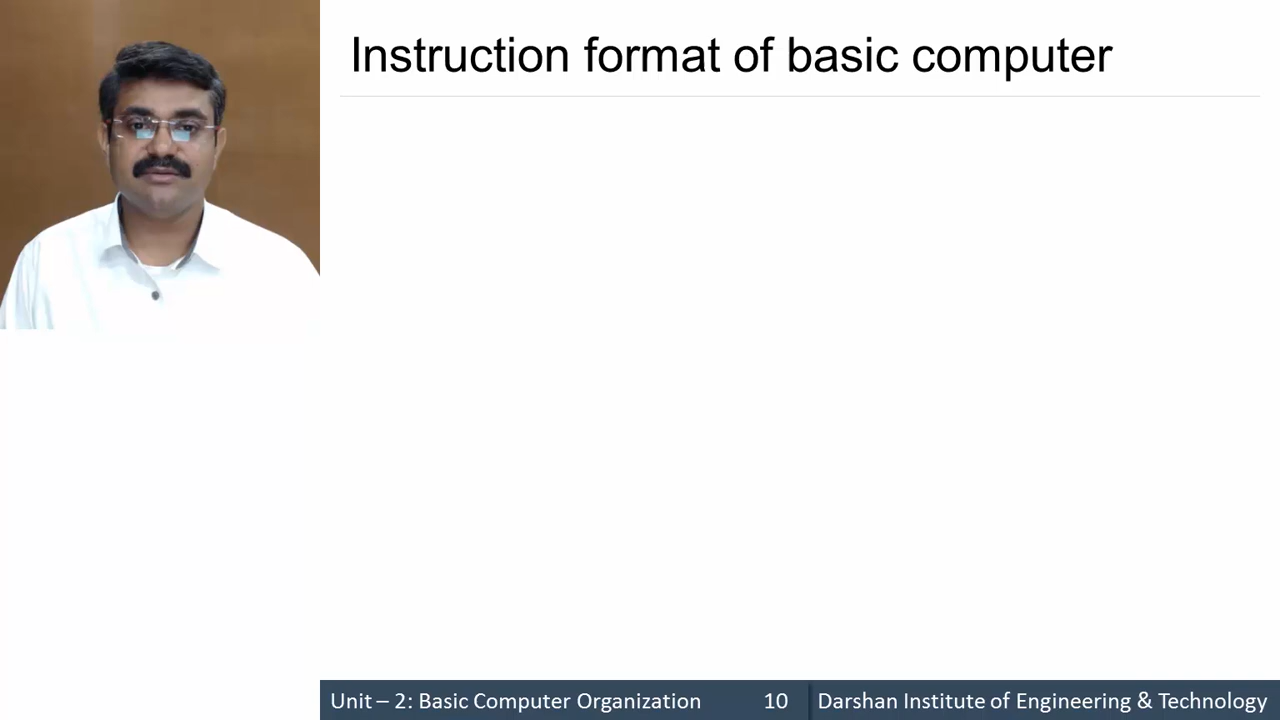 Instruction format of basic computer
Unit – 2: Basic Computer Organization 10 Darshan Institute of Engineering & Technology